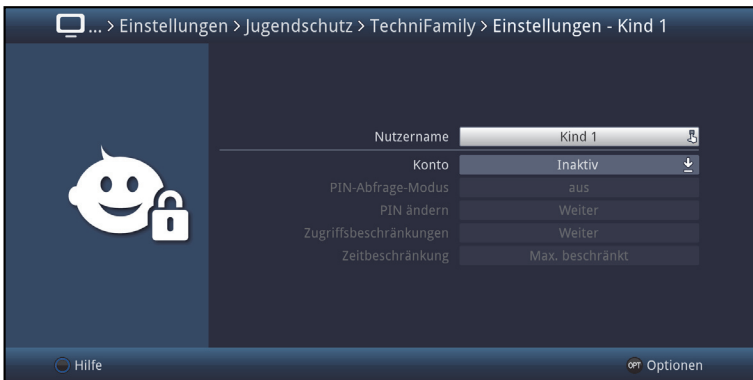 ... > Einstellungen > Jugendschutz > TechniFamily > Einstellungen - Kind 1
Nutzername Kind 1
Konto Inaktiv
PIN-Abfrage-Modus aus
PIN ändern Weiter
Zugriffsbeschränkungen Weiter
Zeitbeschränkung Max. beschränkt
Hilfe OPT Optionen